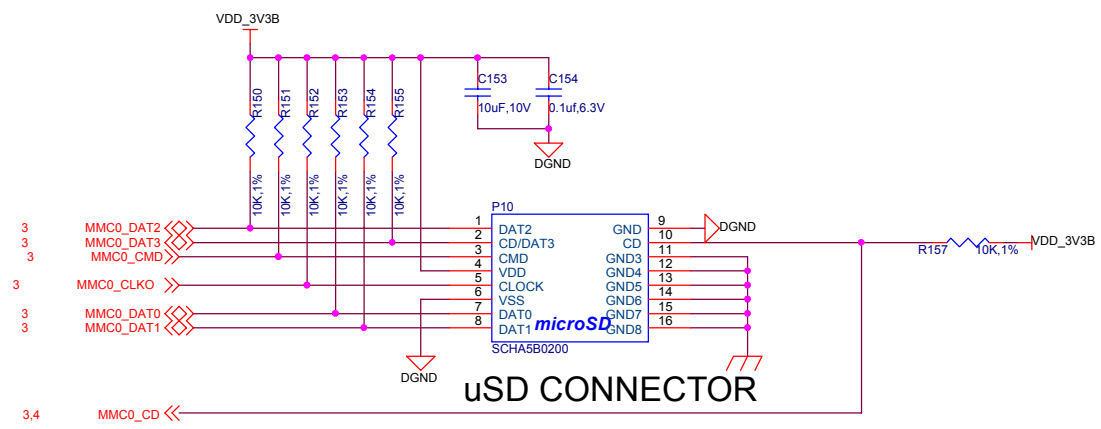 VDD_3V3B
C153
C154
10uF,10V
0.1uf,6.3V
R150
R151
R152
R153
R154
R155
10K,1%
10K,1%
10K,1%
10K,1%
10K,1%
10K,1%
DGND
P10
3 MMC0_DAT2 1 DAT2 GND 9 DGND
3 MMC0_DAT3 2 CD/DAT3 CD 10 R157 10K,1% VDD_3V3B
3 MMC0_CMD 3 CMD GND3 11
4 VDD GND4 12
3 MMC0_CLKO 5 CLOCK GND5 13
6 VSS GND6 14
3 MMC0_DAT0 7 DAT0 GND7 15
3 MMC0_DAT1 8 DAT1 microSD GND8 16
SCHA5B0200
DGND
uSD CONNECTOR
3,4 MMC0_CD